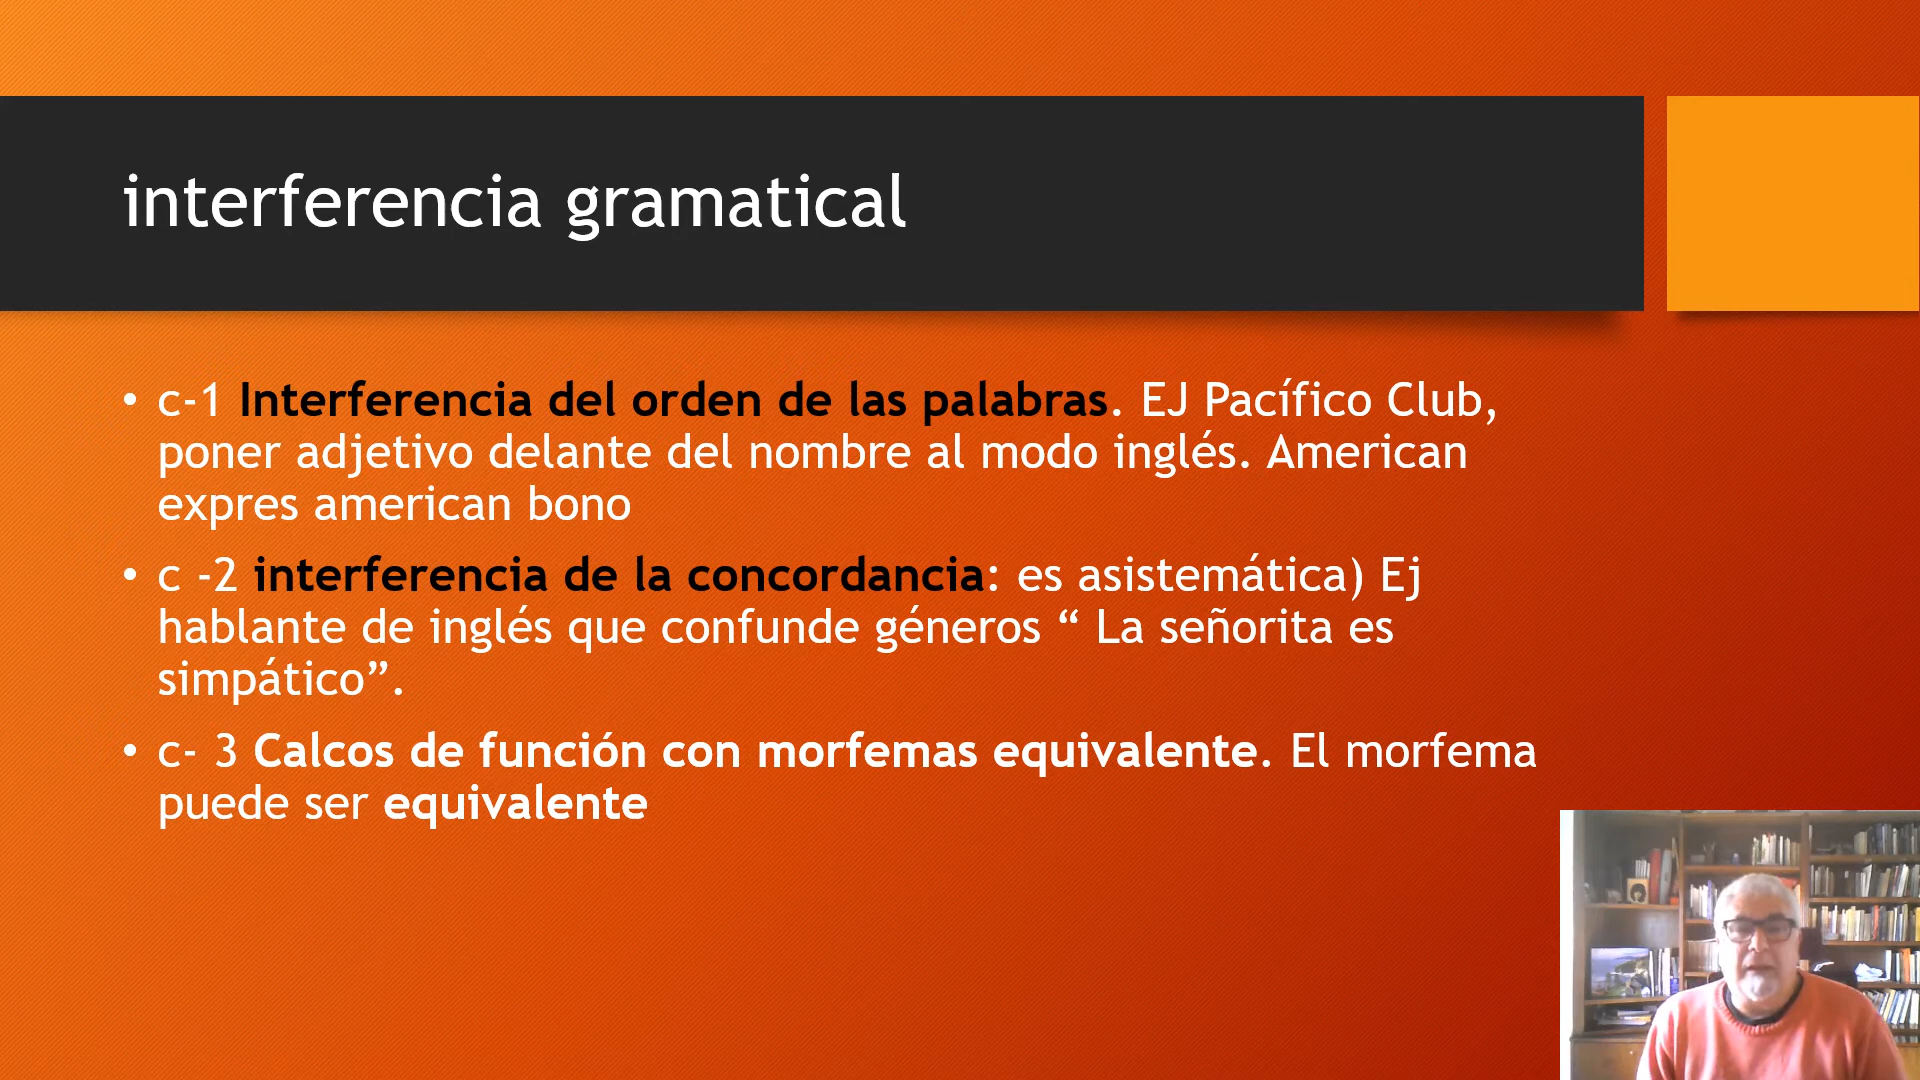 interferencia gramatical
• c-1 Interferencia del orden de las palabras. EJ Pacífico Club,
poner adjetivo delante del nombre al modo inglés. American
expres american bono
• c -2 interferencia de la concordancia: es asistemática) Ej
hablante de inglés que confunde géneros “ La señorita es
simpático”.
• c- 3 Calcos de función con morfemas equivalente. El morfema
puede ser equivalente